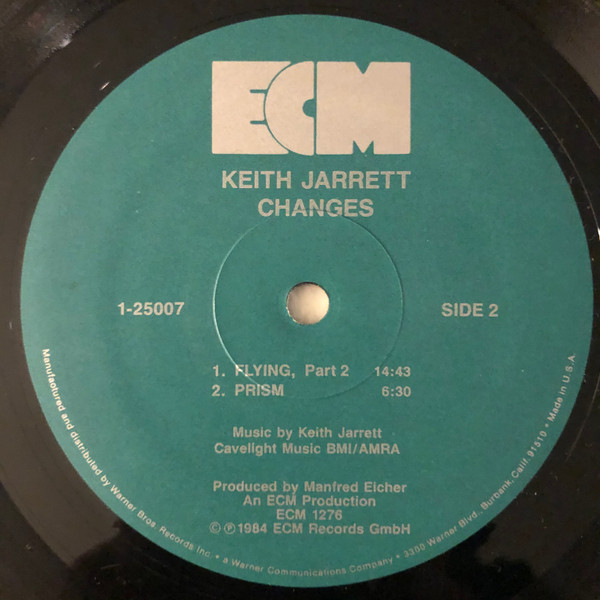 ECM
KEITH JARRETT
CHANGES
1-25007
SIDE 2
1. FLYING, Part 2 14:43
2. PRISM 6:30
Music by Keith Jarrett
Cavelight Music BMI/AMRA
Produced by Manfred Eicher
An ECM Production
ECM 1276
© ℗ 1984 ECM Records GmbH
Manufactured and distributed by Warner Bros. Records Inc. • a Warner Communications Company • 3300 Warner Blvd., Burbank, Calif. 91510 • Made in U.S.A.